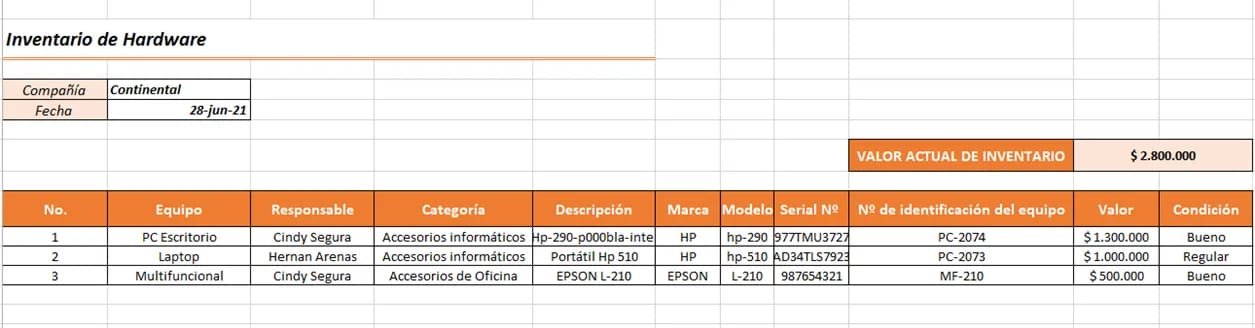 Inventario de Hardware
Compañía Continental
Fecha 28-jun-21
VALOR ACTUAL DE INVENTARIO $ 2.800.000
No. Equipo Responsable Categoría Descripción Marca Modelo Serial Nº Nº de identificación del equipo Valor Condición
1 PC Escritorio Cindy Segura Accesorios informáticos Hp-290-p000bla-inte HP hp-290 977TMU3727 PC-2074 $ 1.300.000 Bueno
2 Laptop Hernan Arenas Accesorios informáticos Portátil Hp 510 HP hp-510 AD34TLS7923 PC-2073 $ 1.000.000 Regular
3 Multifuncional Cindy Segura Accesorios de Oficina EPSON L-210 EPSON L-210 987654321 MF-210 $ 500.000 Bueno